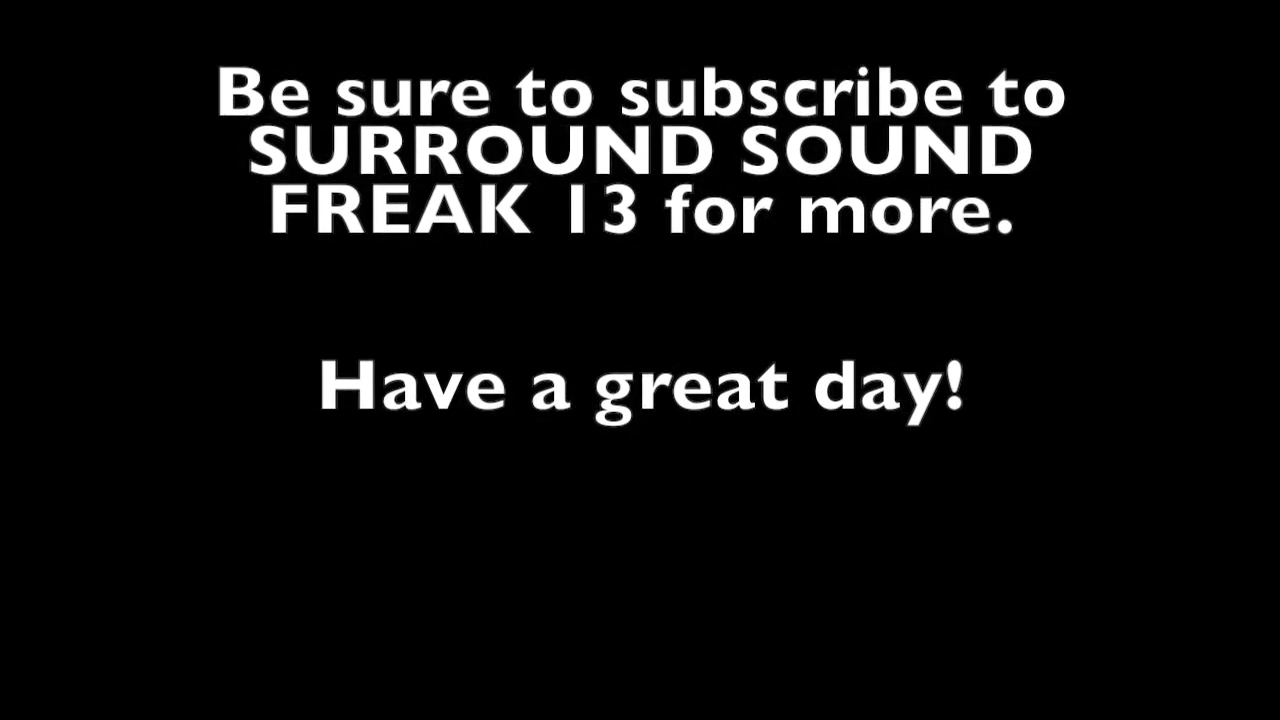 Be sure to subscribe to
SURROUND SOUND
FREAK 13 for more.
Have a great day!